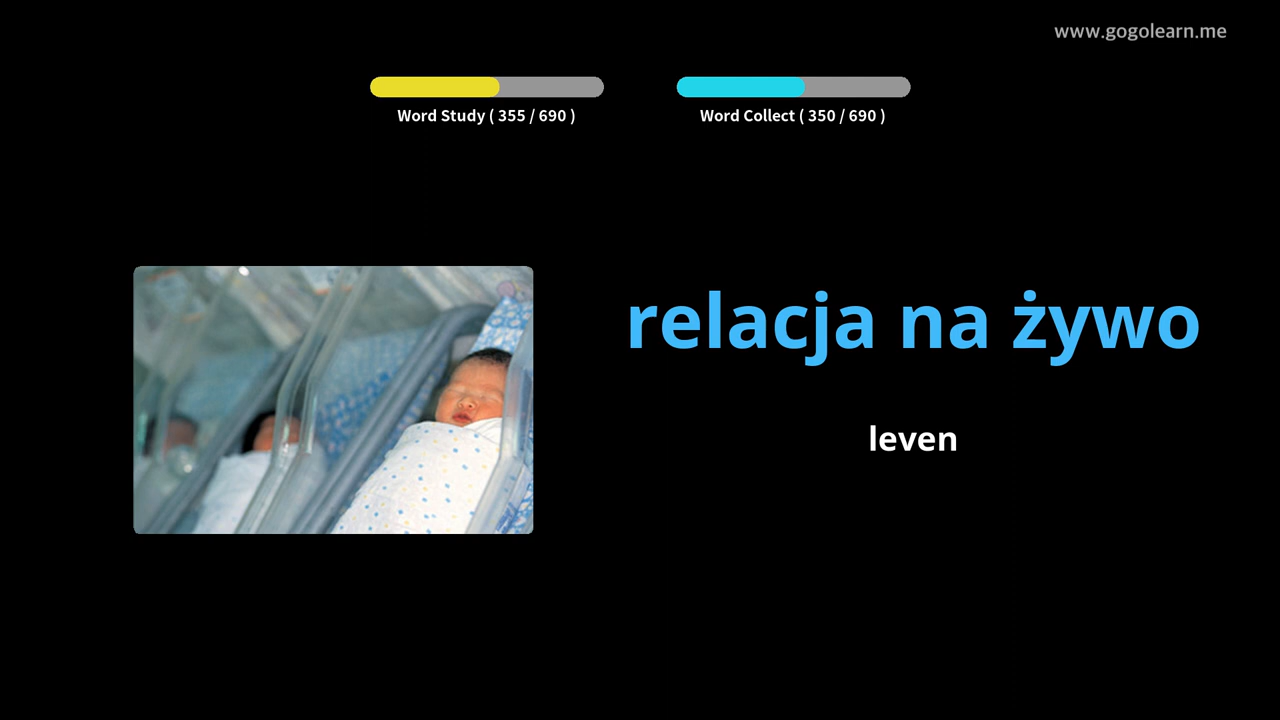 www.gogolearn.me
Word Study ( 355 / 690 )
Word Collect ( 350 / 690 )
relacja na żywo
leven